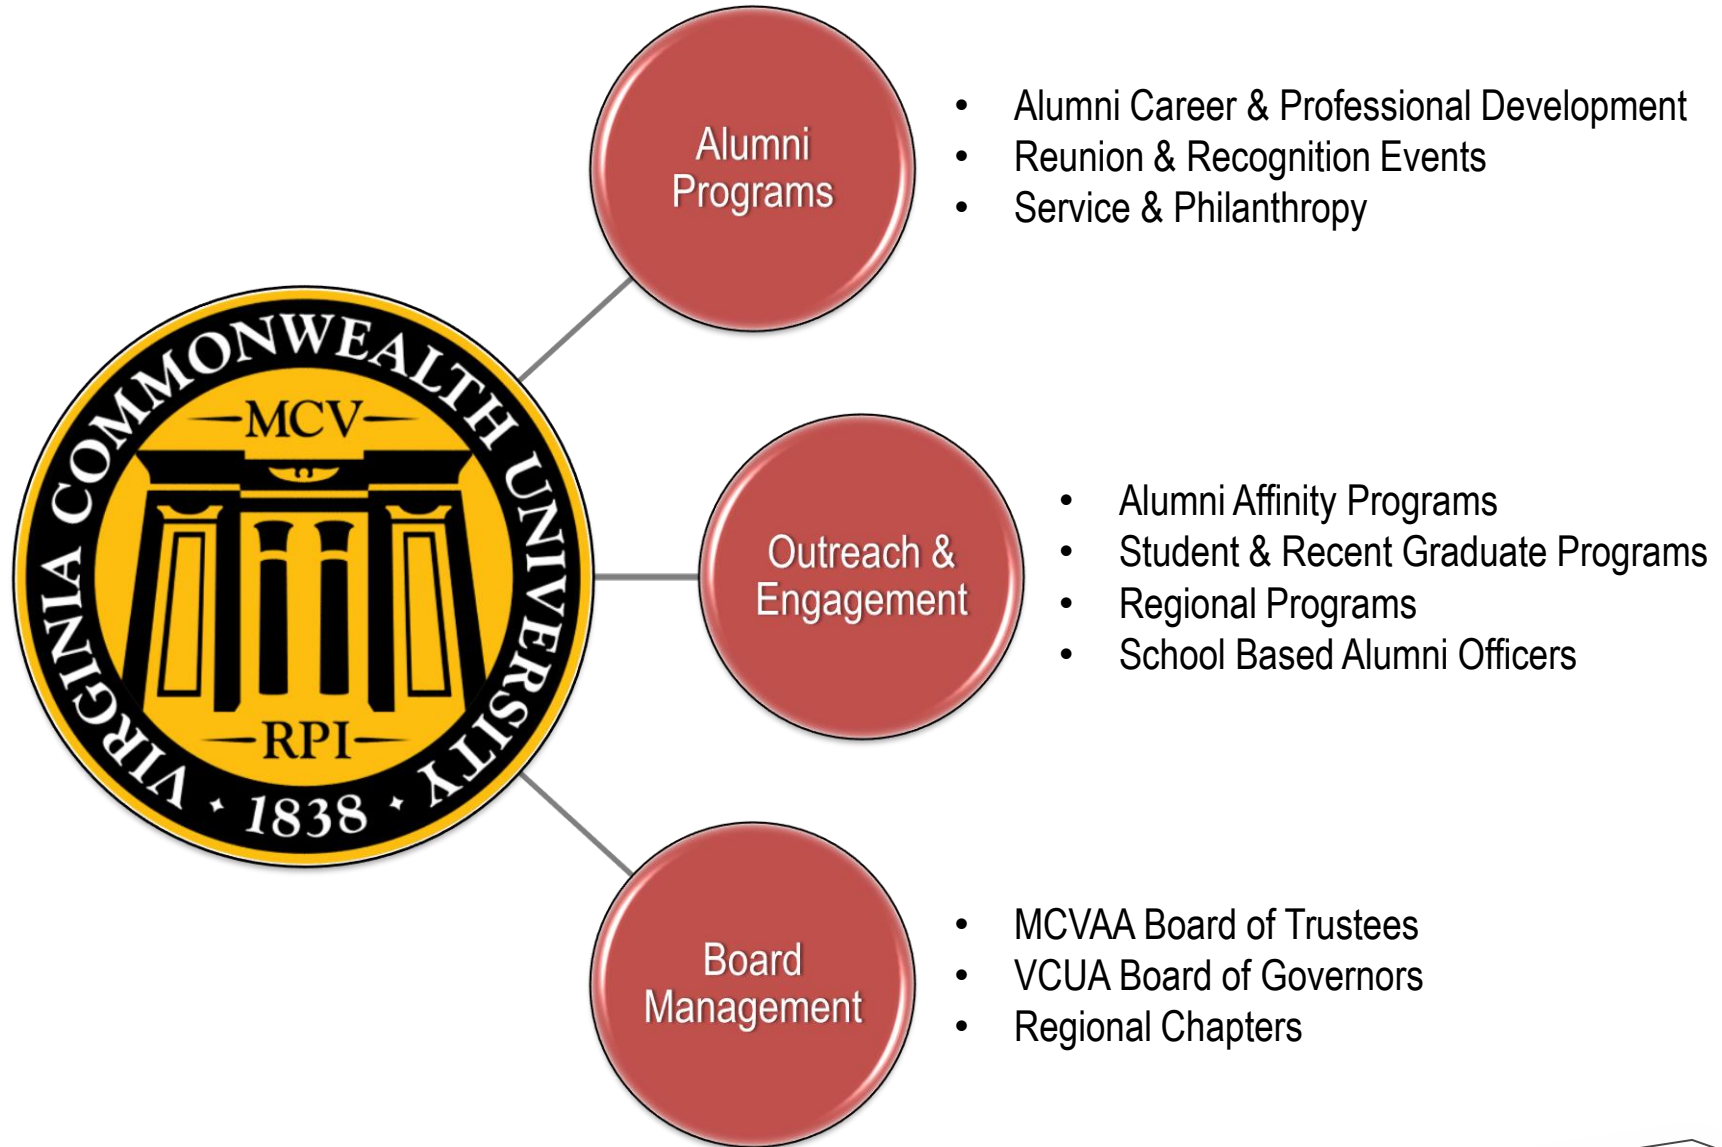 VIRGINIA COMMONWEALTH UNIVERSITY
MCV
RPI
· 1838 ·
Alumni
Programs
• Alumni Career & Professional Development
• Reunion & Recognition Events
• Service & Philanthropy
Outreach &
Engagement
• Alumni Affinity Programs
• Student & Recent Graduate Programs
• Regional Programs
• School Based Alumni Officers
Board
Management
• MCVAA Board of Trustees
• VCUA Board of Governors
• Regional Chapters